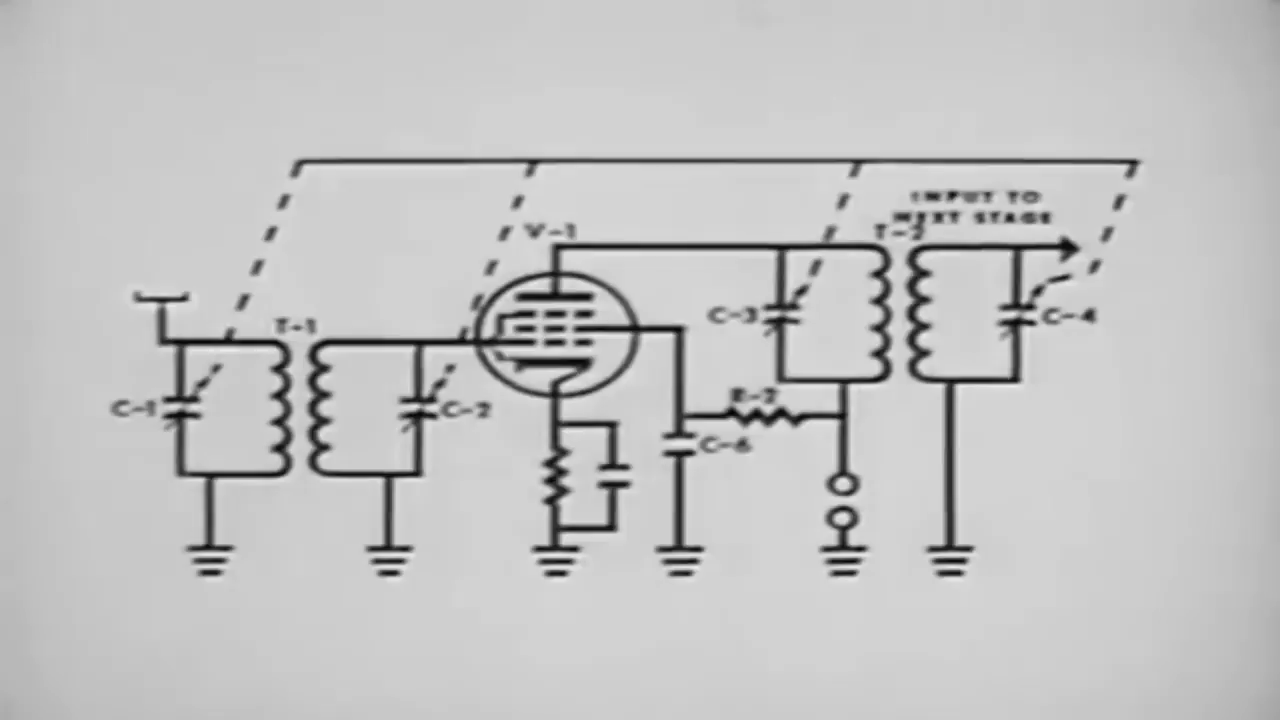 INPUT TO
NEXT STAGE
V-1
T-2
T-1
C-3
C-4
C-1
C-2
R-2
C-6